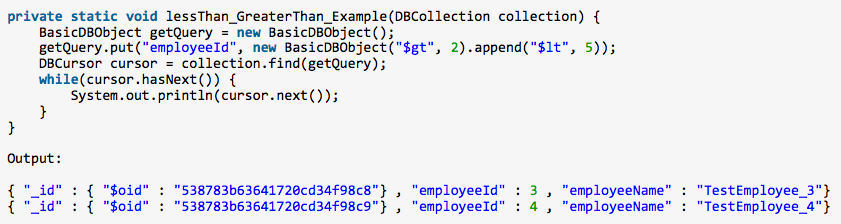 private static void lessThan_GreaterThan_Example(DBCollection collection) {
    BasicDBObject getQuery = new BasicDBObject();
    getQuery.put("employeeId", new BasicDBObject("$gt", 2).append("$lt", 5));
    DBCursor cursor = collection.find(getQuery);
    while(cursor.hasNext()) {
        System.out.println(cursor.next());
    }
}
Output:
{ "_id" : { "$oid" : "538783b63641720cd34f98c8"} , "employeeId" : 3 , "employeeName" : "TestEmployee_3"}
{ "_id" : { "$oid" : "538783b63641720cd34f98c9"} , "employeeId" : 4 , "employeeName" : "TestEmployee_4"}